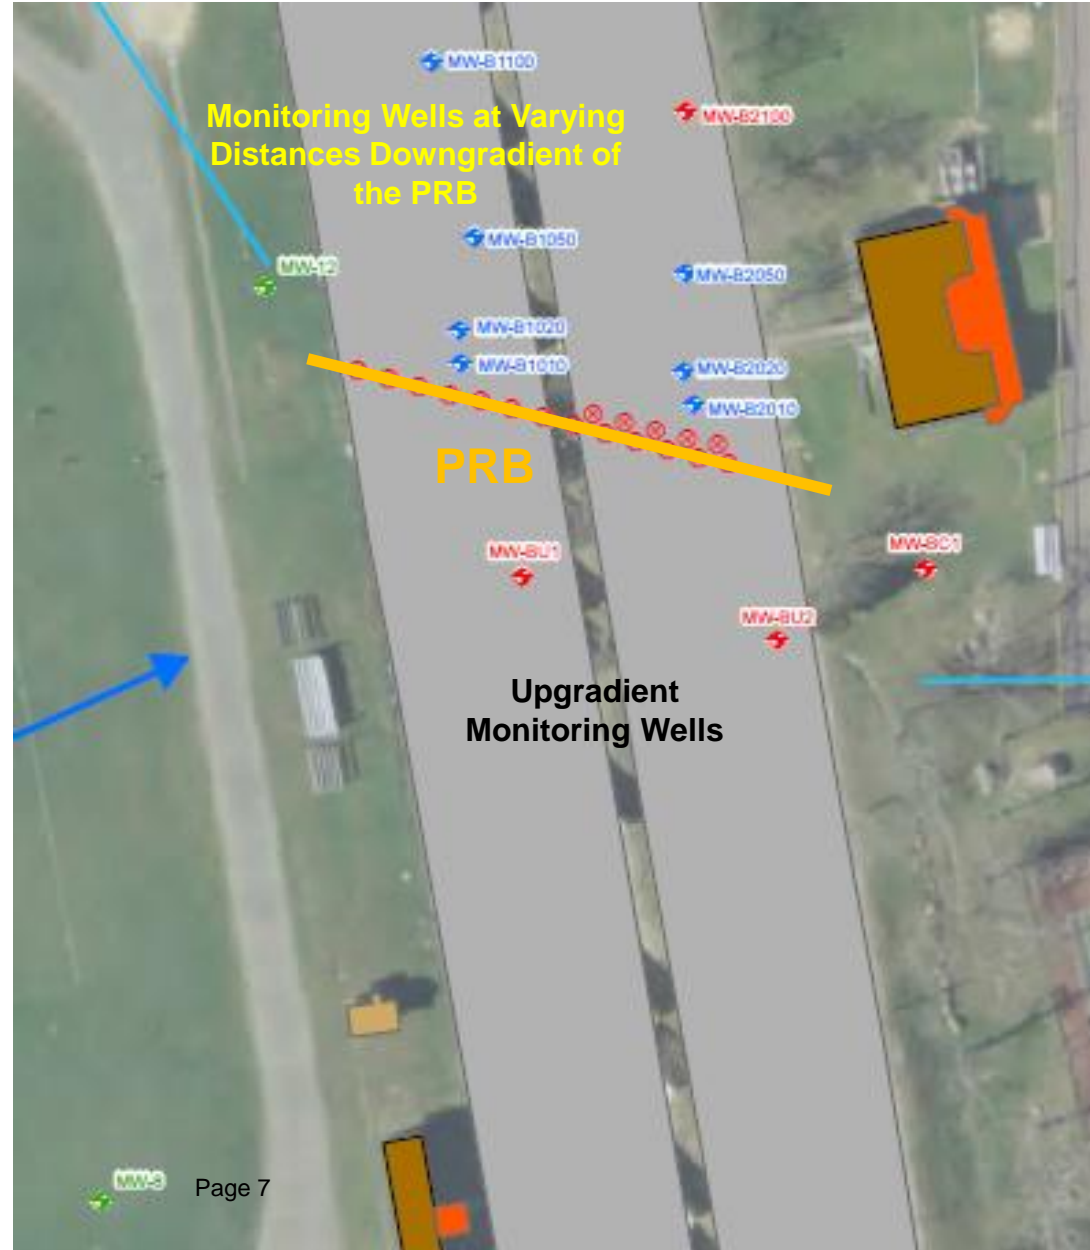 MW-B1100
MW-B2100
Monitoring Wells at Varying
Distances Downgradient of
the PRB
MW-B1050
MW-12
MW-B2050
MW-B1020
MW-B1010
MW-B2020
MW-B2010
PRB
MW-BU1
MW-BC1
MW-BU2
Upgradient
Monitoring Wells
Page 7